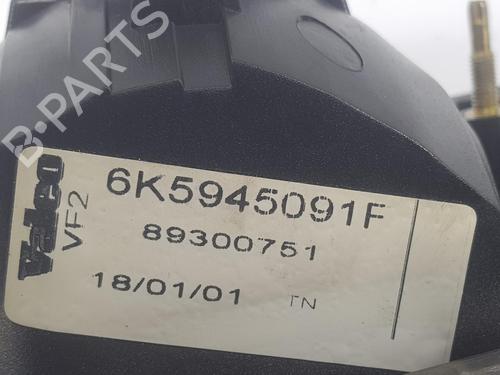 B-PARTS
Valeo
VF2
6K5945091F
89300751
18/01/01 TN